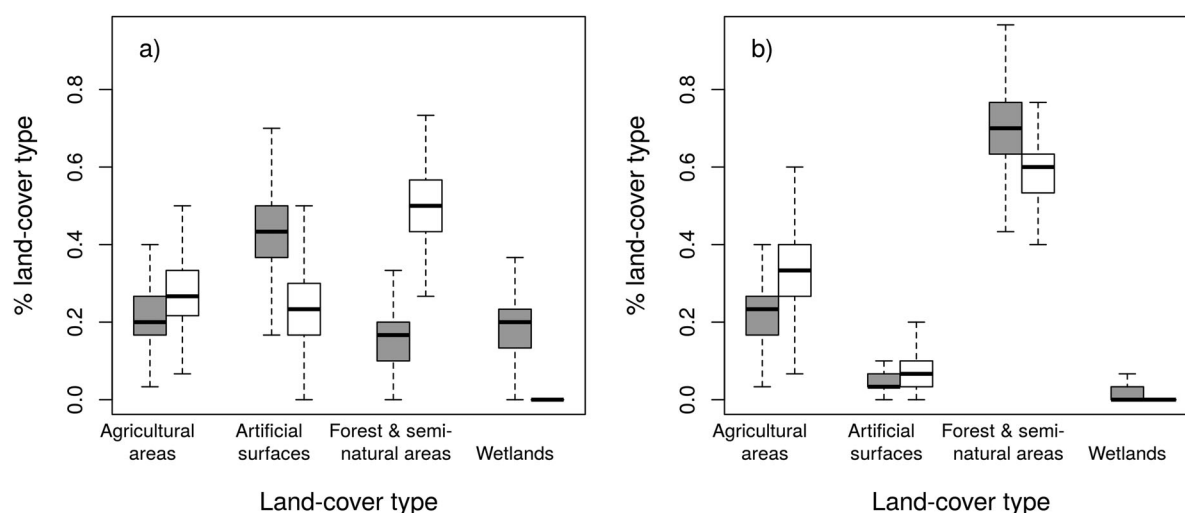 a)
% land-cover type
0.8
0.6
0.4
0.2
0.0
Agricultural areas
Artificial surfaces
Forest & semi-natural areas
Wetlands
Land-cover type
b)
% land-cover type
0.8
0.6
0.4
0.2
0.0
Agricultural areas
Artificial surfaces
Forest & semi-natural areas
Wetlands
Land-cover type